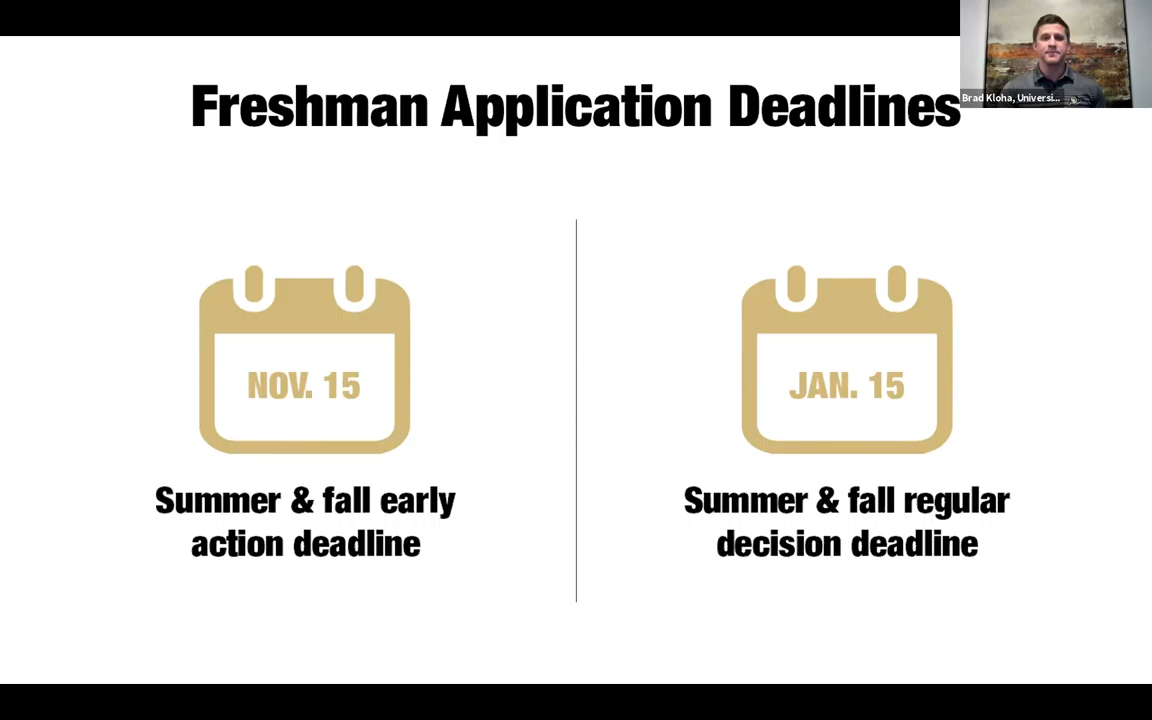 Freshman Application Deadlines
Brad Kloha, Universi...
NOV. 15
Summer & fall early
action deadline
JAN. 15
Summer & fall regular
decision deadline